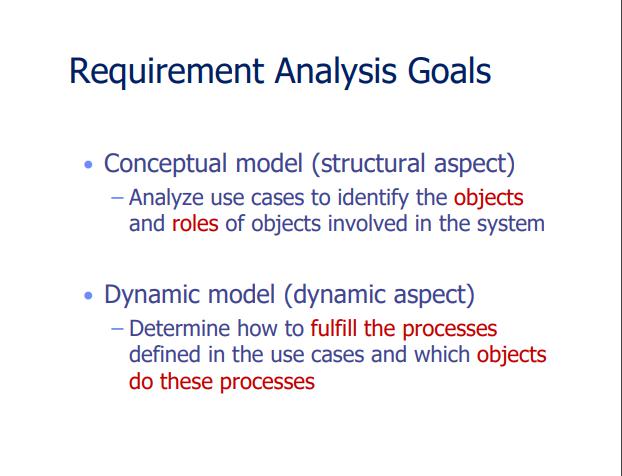 Requirement Analysis Goals
• Conceptual model (structural aspect)
– Analyze use cases to identify the objects
and roles of objects involved in the system
• Dynamic model (dynamic aspect)
– Determine how to fulfill the processes
defined in the use cases and which objects
do these processes